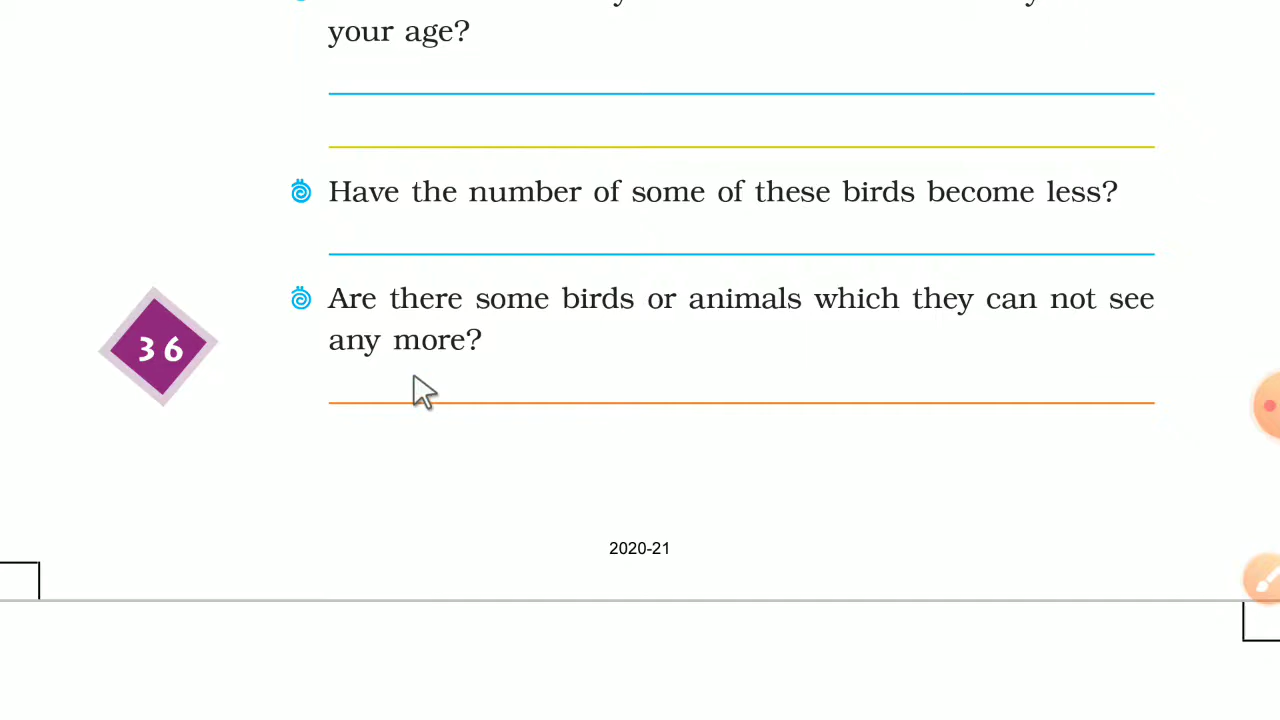 your age?
Have the number of some of these birds become less?
Are there some birds or animals which they can not see
any more?
36
2020-21